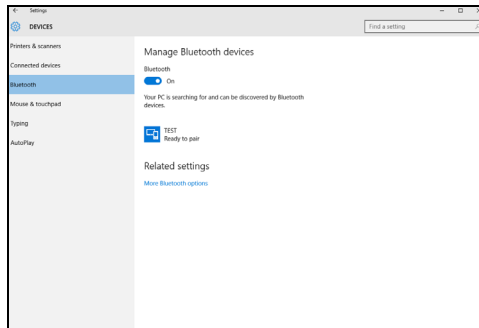 Settings
DEVICES
Find a setting
Printers & scanners
Connected devices
Bluetooth
Mouse & touchpad
Typing
AutoPlay
Manage Bluetooth devices
Bluetooth
On
Your PC is searching for and can be discovered by Bluetooth
devices.
TEST
Ready to pair
Related settings
More Bluetooth options